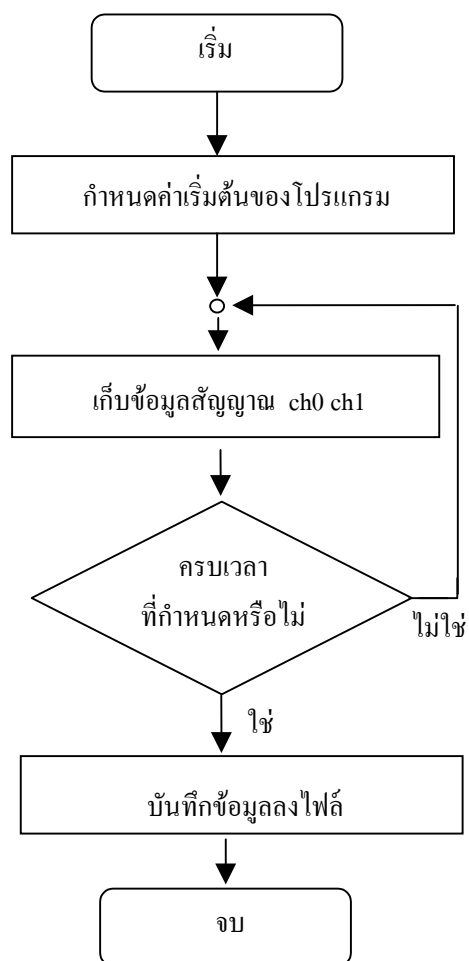 เริ่ม
กำหนดค่าเริ่มต้นของโปรแกรม
เก็บข้อมูลสัญญาณ ch0 ch1
ครบเวลา
ที่กำหนดหรือไม่
ไม่ใช่
ใช่
บันทึกข้อมูลลงไฟล์
จบ